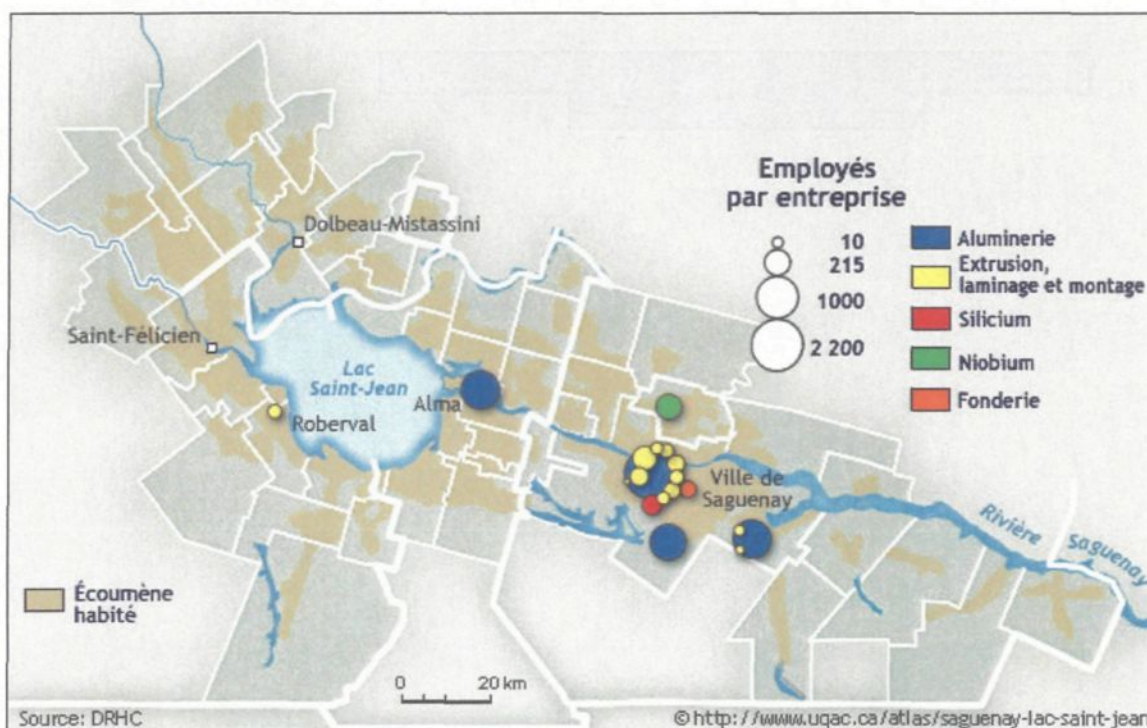 Employés
par entreprise
10
215
1000
2 200
Aluminerie
Extrusion,
laminage et montage
Silicium
Niobium
Fonderie
Dolbeau-Mistassini
Saint-Félicien
Lac
Saint-Jean
Alma
Roberval
Ville de
Saguenay
Rivière
Saguenay
Écoumène
habité
0 20 km
Source: DRHC
©http://www.uqac.ca/atlas/saguenay-lac-saint-jean